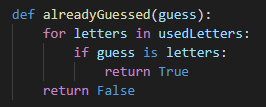 def alreadyGuessed(guess):
    for letters in usedLetters:
        if guess is letters:
            return True
    return False